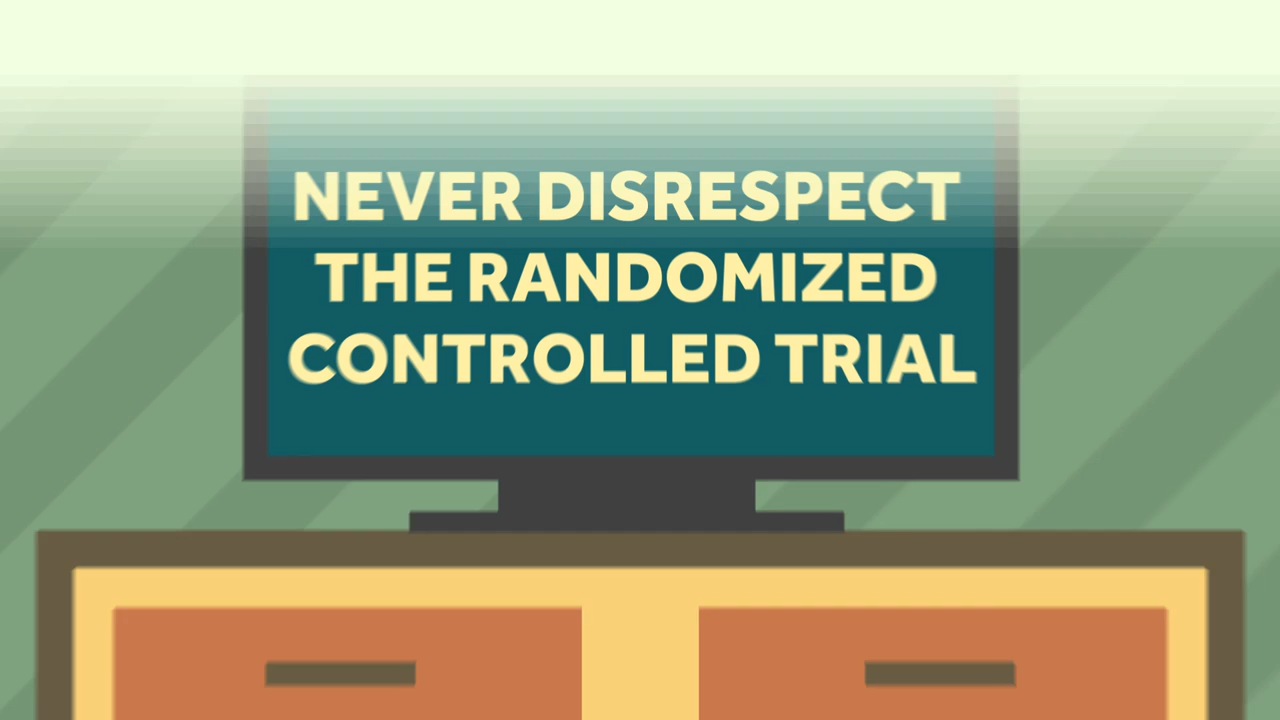 NEVER DISRESPECT
THE RANDOMIZED
CONTROLLED TRIAL